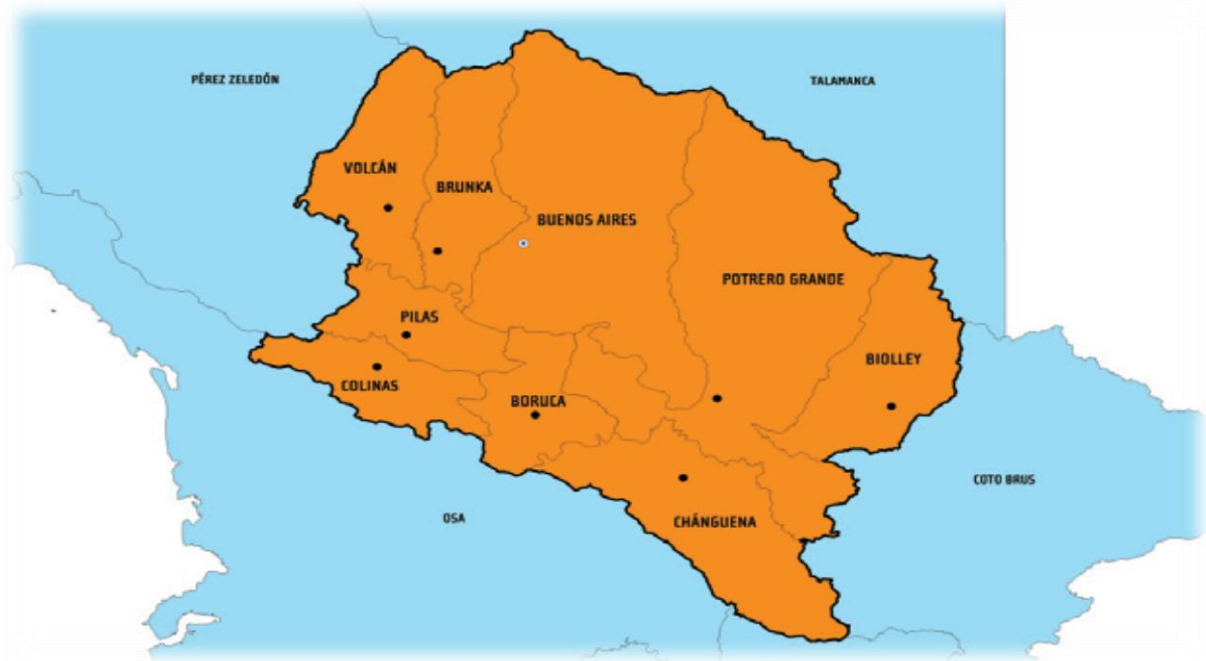 PÉREZ ZELEDÓN
TALAMANCA
VOLCÁN
BRUNKA
BUENOS AIRES
POTRERO GRANDE
PILAS
BIOLLEY
COLINAS
BORUCA
COTO BRUS
OSA
CHÁNGUENA